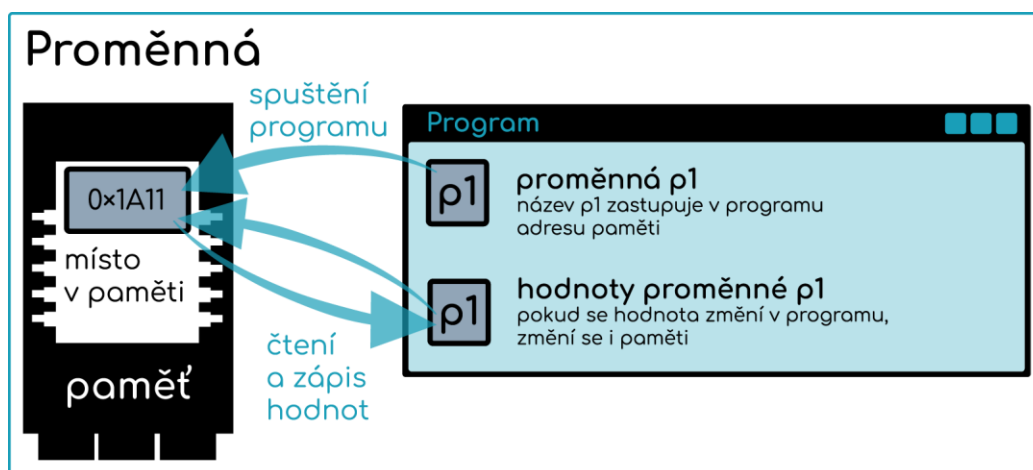 Proměnná
spuštění
programu
Program
0×1A11
místo
v paměti
paměť
p1
proměnná p1
název p1 zastupuje v programu
adresu paměti
p1
hodnoty proměnné p1
pokud se hodnota změní v programu,
změní se i paměti
čtení
a zápis
hodnot